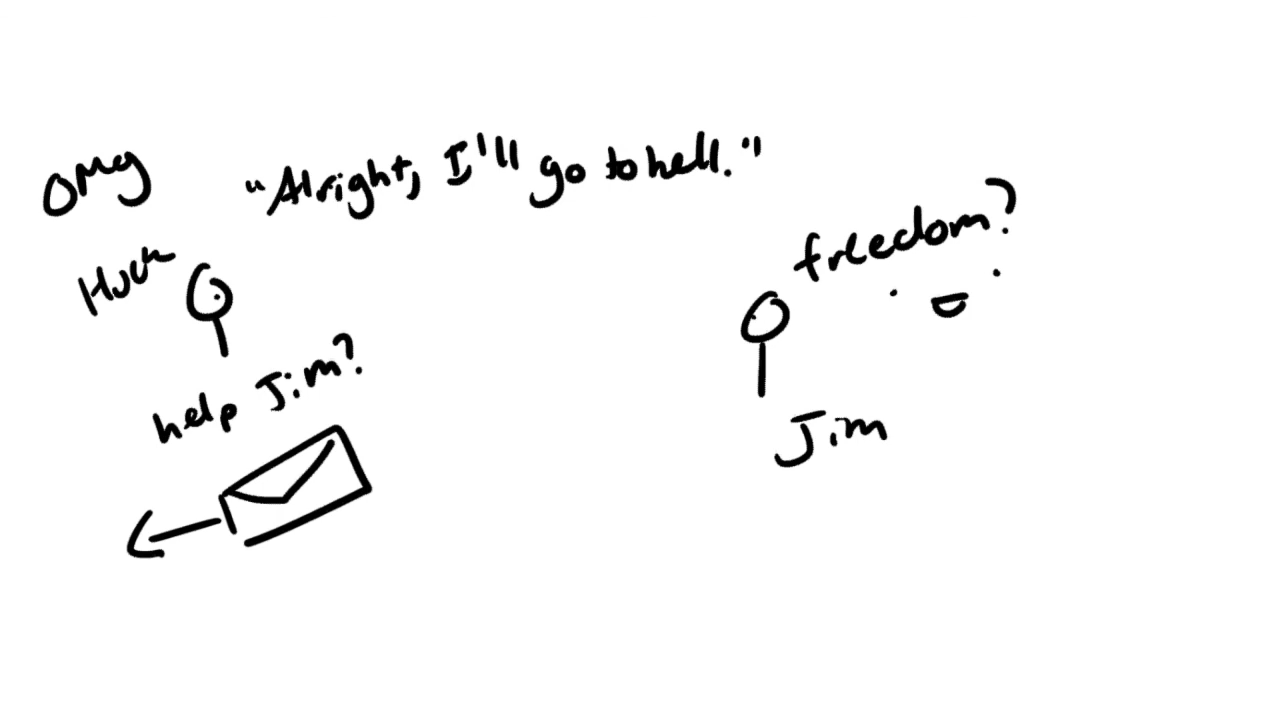 OMG
"Alright, I'll go to hell."
Huck
freedom?
help Jim?
Jim